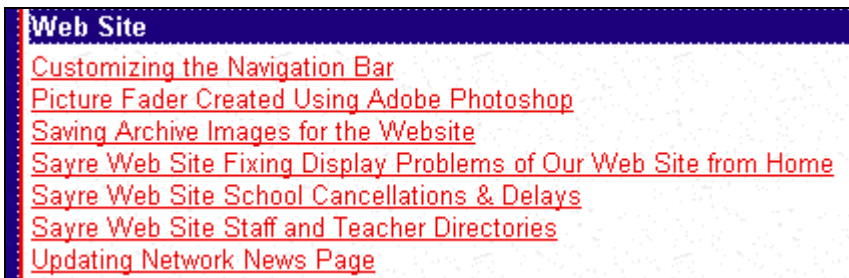 Web Site
Customizing the Navigation Bar
Picture Fader Created Using Adobe Photoshop
Saving Archive Images for the Website
Sayre Web Site Fixing Display Problems of Our Web Site from Home
Sayre Web Site School Cancellations & Delays
Sayre Web Site Staff and Teacher Directories
Updating Network News Page